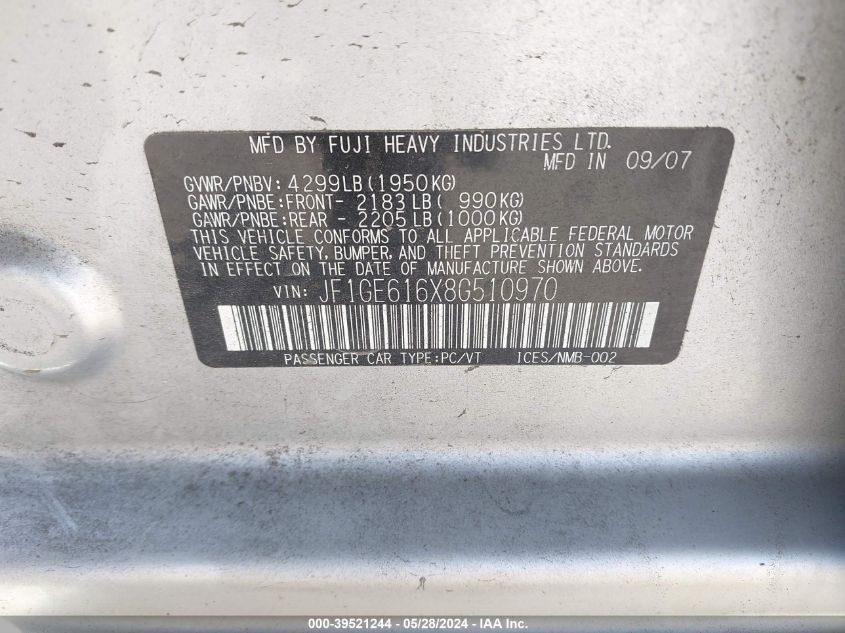 MFD BY FUJI HEAVY INDUSTRIES LTD.
MFD IN 09/07
GVWR/PNBV: 4299LB(1950KG)
GAWR/PNBE:FRONT- 2183LB( 990KG)
GAWR/PNBE:REAR - 2205LB(1000KG)
THIS VEHICLE CONFORMS TO ALL APPLICABLE FEDERAL MOTOR
VEHICLE SAFETY, BUMPER, AND THEFT PREVENTION STANDARDS
IN EFFECT ON THE DATE OF MANUFACTURE SHOWN ABOVE.
VIN: JF1GE616X8G510970
PASSENGER CAR TYPE:PC/VT ICES/NMB-002
000-39521244 - 05/28/2024 - IAA Inc.